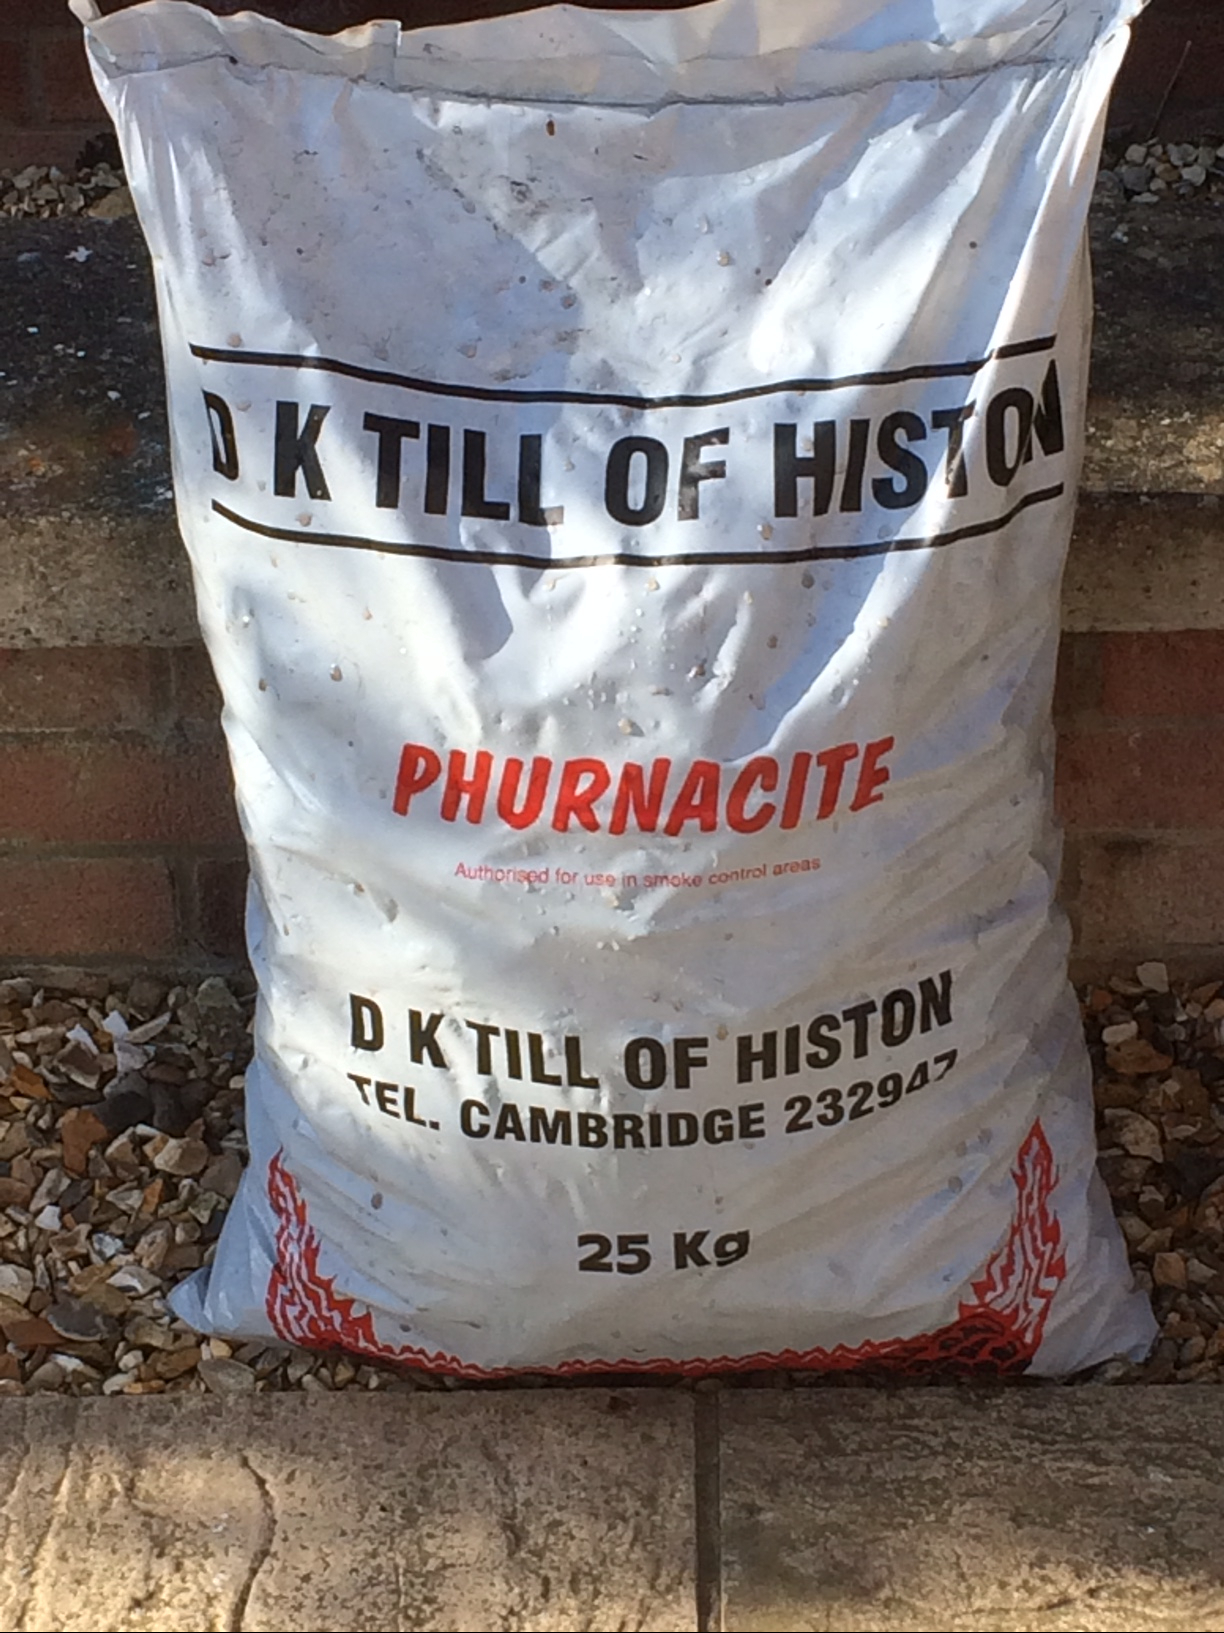 D K TILL OF HISTON
PHURNACITE
Authorised for use in smoke control areas
D K TILL OF HISTON
TEL. CAMBRIDGE 232947
25 Kg